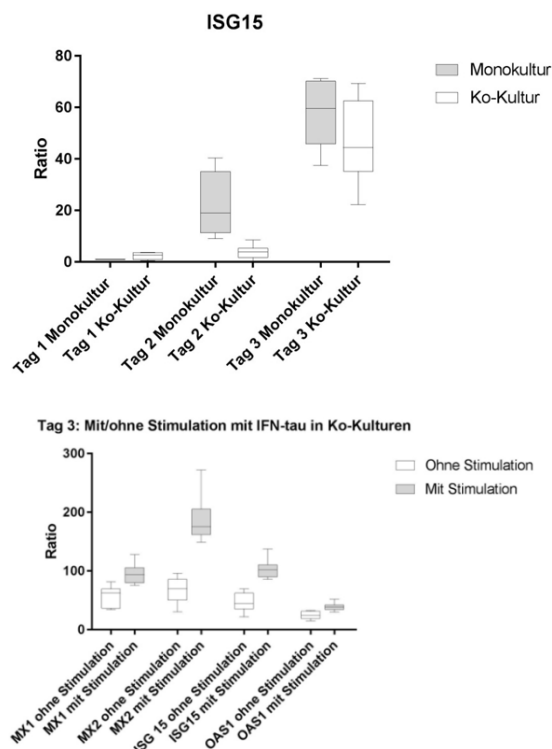 ISG15
80
60
40
20
0
Ratio
Monokultur
Ko-Kultur
Tag 1 Monokultur
Tag 1 Ko-Kultur
Tag 2 Monokultur
Tag 2 Ko-Kultur
Tag 3 Monokultur
Tag 3 Ko-Kultur
Tag 3: Mit/ohne Stimulation mit IFN-tau in Ko-Kulturen
300
200
100
0
Ratio
Ohne Stimulation
Mit Stimulation
MX1 ohne Stimulation
MX1 mit Stimulation
MX2 ohne Stimulation
MX2 mit Stimulation
ISG 15 ohne Stimulation
ISG15 mit Stimulation
OAS1 ohne Stimulation
OAS1 mit Stimulation